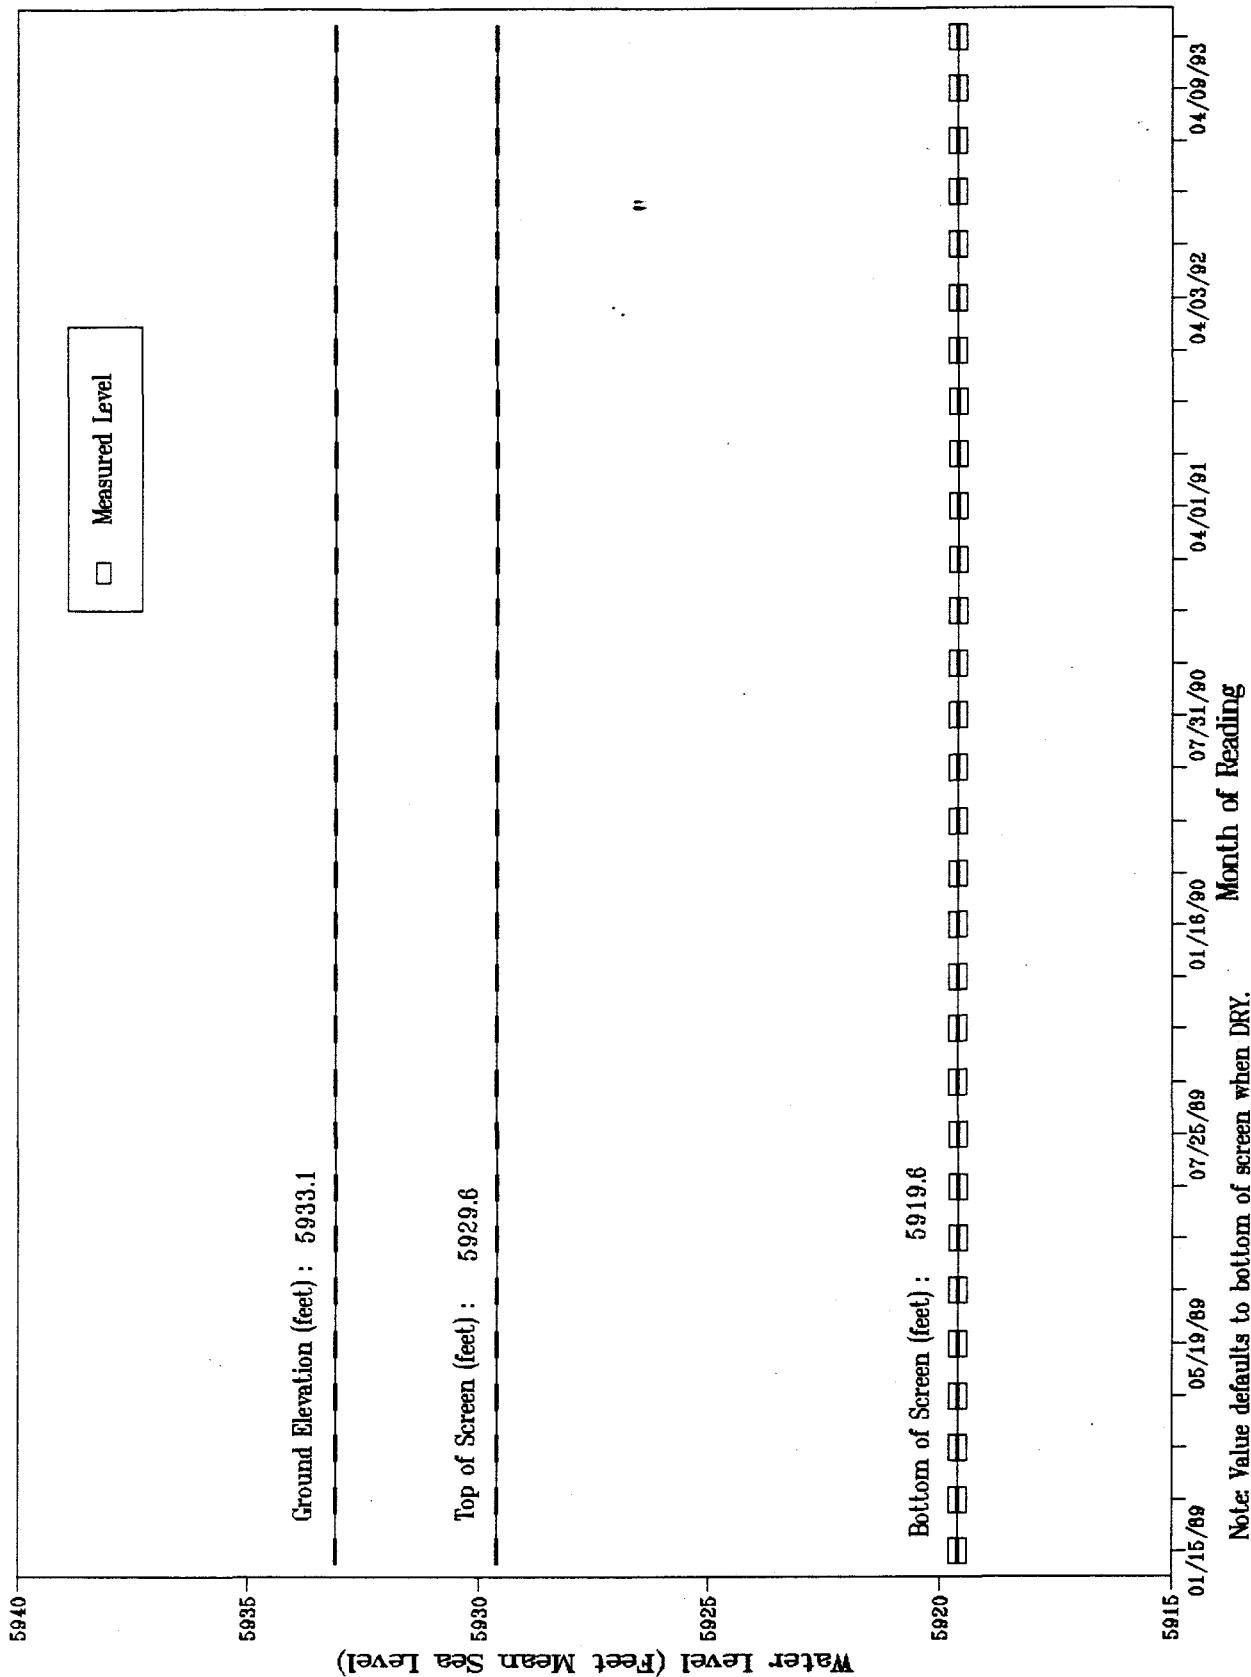 Water Level (Feet Mean Sea Level)
5940
5935
5930
5925
5920
5915
Measured Level
Ground Elevation (feet) : 5933.1
Top of Screen (feet) : 5929.6
Bottom of Screen (feet) : 5919.6
01/15/89 05/19/89 07/25/89 01/16/90 07/31/90 04/01/91 04/03/92 04/09/93
Month of Reading
Note: Value defaults to bottom of screen when DRY.